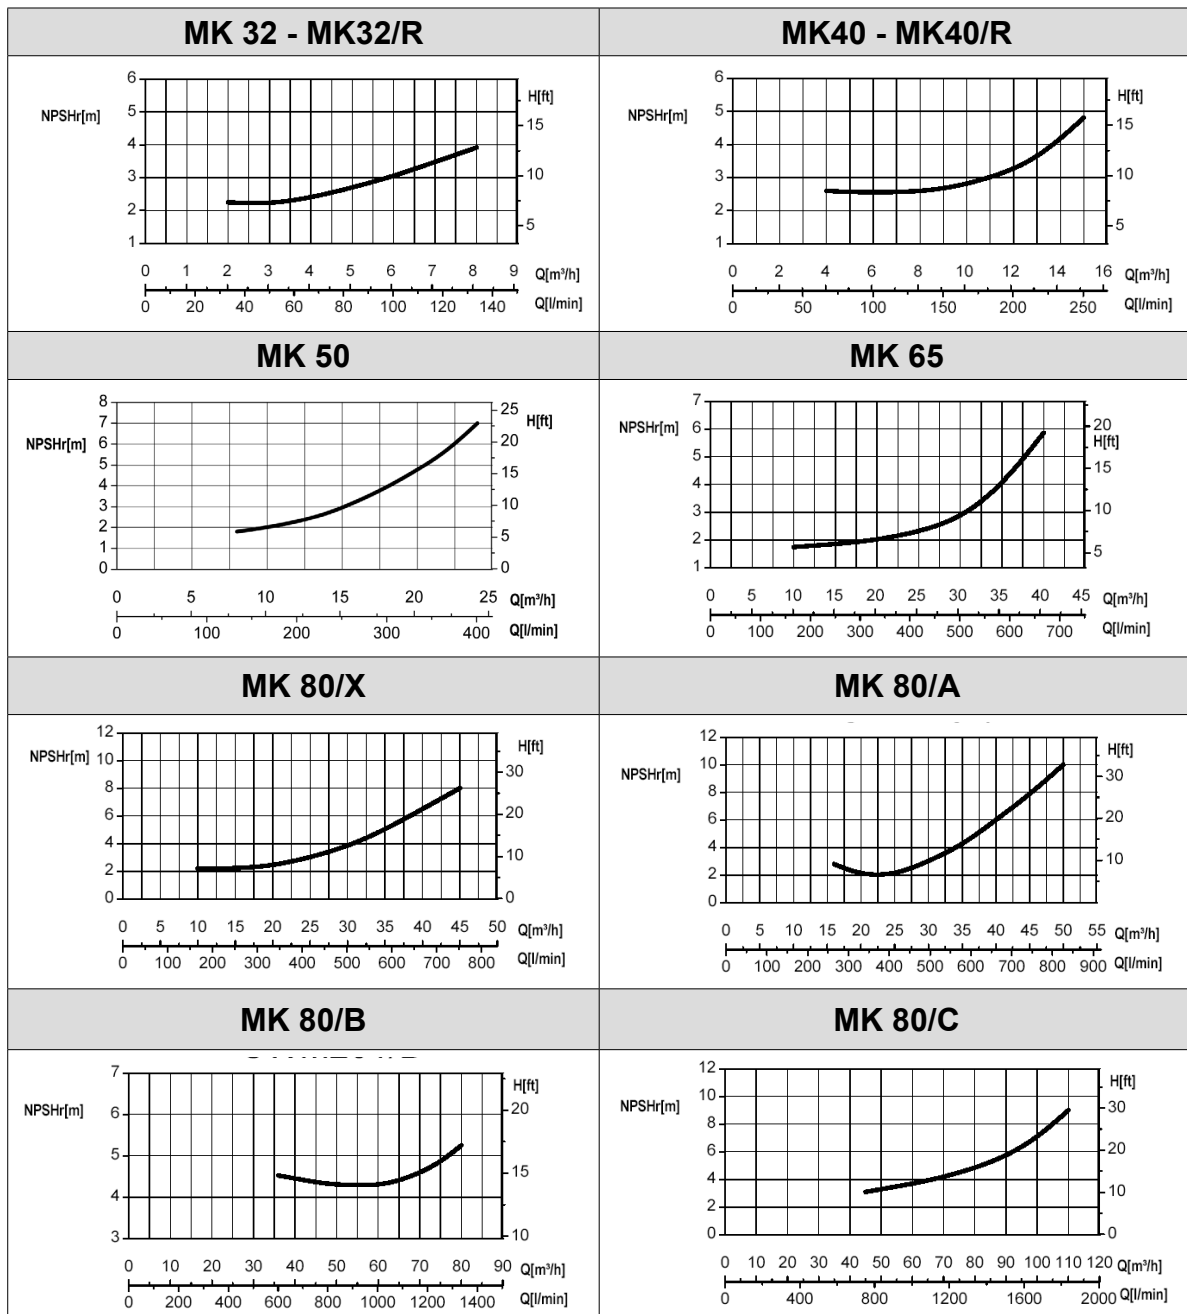 MK 32 - MK32/R
MK40 - MK40/R
NPSHr[m]
H[ft]
6
5
4
3
2
1
15
10
5
0 1 2 3 4 5 6 7 8 9 Q[m³/h]
0 20 40 60 80 100 120 140 Q[l/min]
NPSHr[m]
H[ft]
6
5
4
3
2
1
15
10
5
0 2 4 6 8 10 12 14 16 Q[m³/h]
0 50 100 150 200 250 Q[l/min]
MK 50
MK 65
NPSHr[m]
H[ft]
8
7
6
5
4
3
2
1
0
25
20
15
10
5
0
0 5 10 15 20 25 Q[m³/h]
0 100 200 300 400 Q[l/min]
NPSHr[m]
H[ft]
7
6
5
4
3
2
1
20
15
10
5
0 5 10 15 20 25 30 35 40 45 Q[m³/h]
0 100 200 300 400 500 600 700 Q[l/min]
MK 80/X
MK 80/A
NPSHr[m]
H[ft]
12
10
8
6
4
2
0
30
20
10
0
0 5 10 15 20 25 30 35 40 45 50 Q[m³/h]
0 100 200 300 400 500 600 700 800 Q[l/min]
NPSHr[m]
H[ft]
12
10
8
6
4
2
0
30
20
10
0 5 10 15 20 25 30 35 40 45 50 55 Q[m³/h]
0 100 200 300 400 500 600 700 800 900 Q[l/min]
MK 80/B
MK 80/C
NPSHr[m]
H[ft]
7
6
5
4
3
20
15
10
0 10 20 30 40 50 60 70 80 90 Q[m³/h]
0 200 400 600 800 1000 1200 1400 Q[l/min]
NPSHr[m]
H[ft]
12
10
8
6
4
2
0
30
20
10
0
0 10 20 30 40 50 60 70 80 90 100 110 120 Q[m³/h]
0 400 800 1200 1600 2000 Q[l/min]